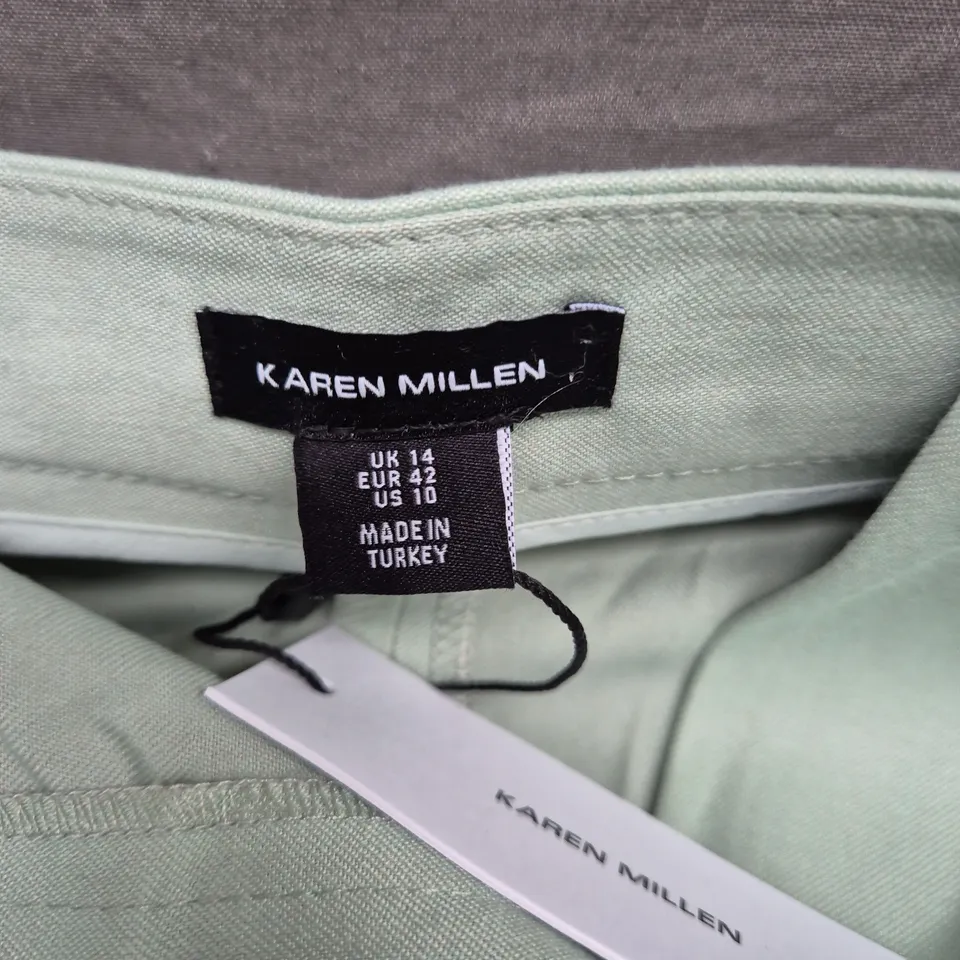 KAREN MILLEN
UK 14
EUR 42
US 10
MADE IN
TURKEY
KAREN MILLEN